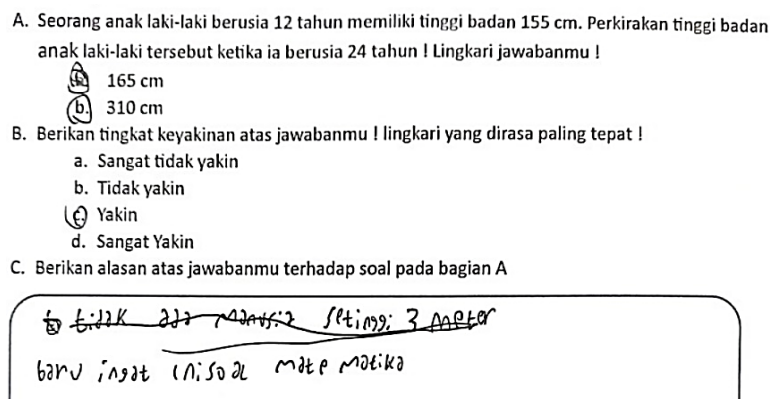 A. Seorang anak laki-laki berusia 12 tahun memiliki tinggi badan 155 cm. Perkirakan tinggi badan
anak laki-laki tersebut ketika ia berusia 24 tahun ! Lingkari jawabanmu !
165 cm
b. 310 cm
B. Berikan tingkat keyakinan atas jawabanmu ! lingkari yang dirasa paling tepat !
a. Sangat tidak yakin
b. Tidak yakin
c. Yakin
d. Sangat Yakin
C. Berikan alasan atas jawabanmu terhadap soal pada bagian A
tidak ada manusia setinggi 3 meter
baru ingat ini soal matematika